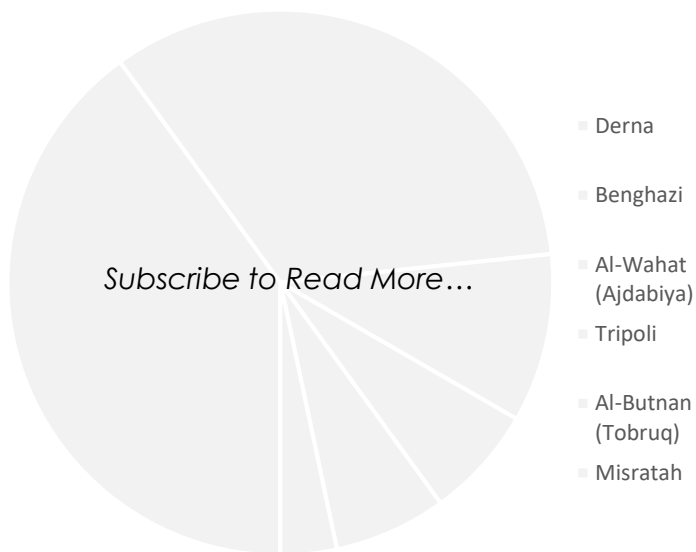 Subscribe to Read More…
Derna
Benghazi
Al-Wahat
(Ajdabiya)
Tripoli
Al-Butnan
(Tobruq)
Misratah